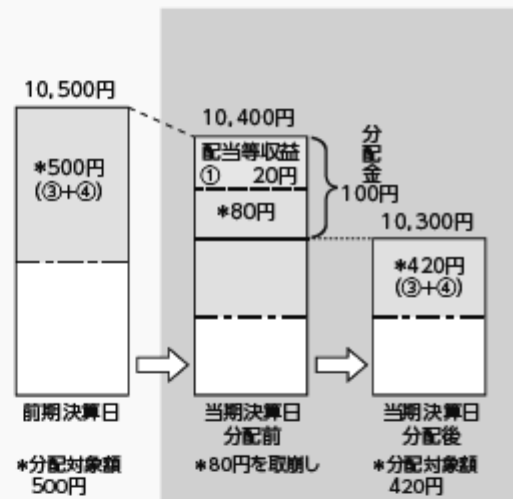 10,500円
*500円
(③+④)
前期決算日
*分配対象額
500円
10,400円
配当等収益
① 20円
*80円
分配金
100円
当期決算日
分配前
*80円を取崩し
10,300円
*420円
(③+④)
当期決算日
分配後
*分配対象額
420円